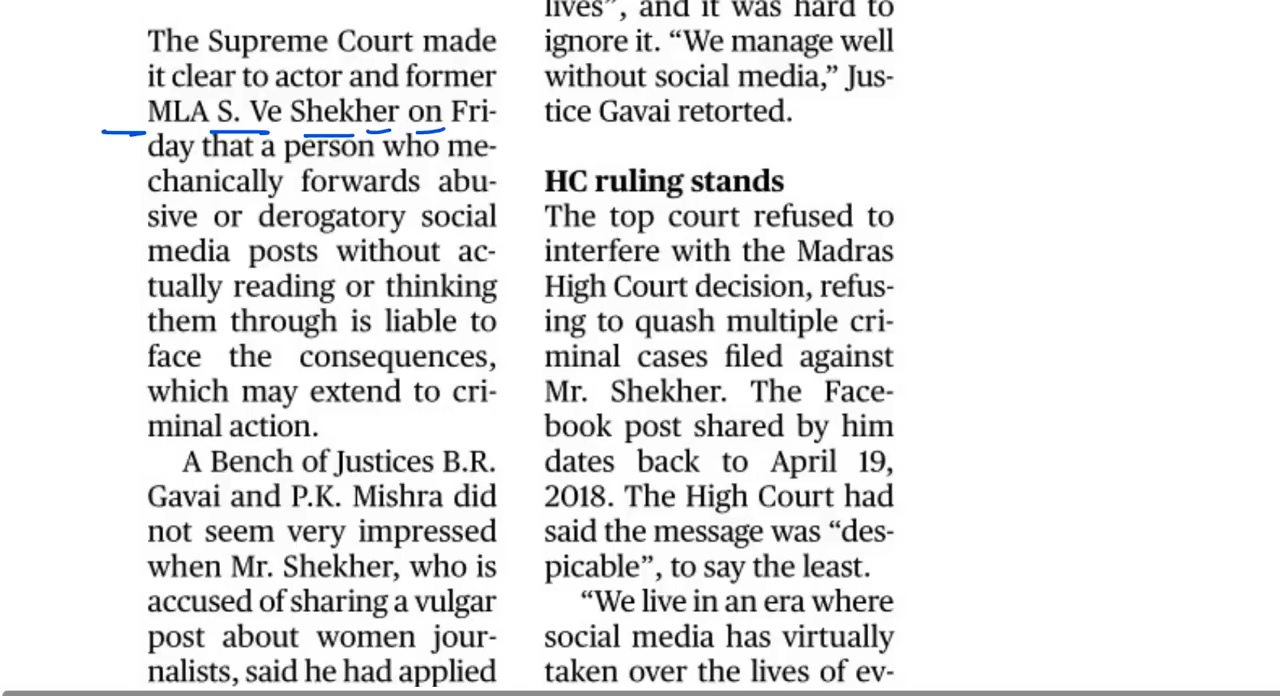 The Supreme Court made
it clear to actor and former
MLA S. Ve Shekher on Fri-
day that a person who me-
chanically forwards abu-
sive or derogatory social
media posts without ac-
tually reading or thinking
them through is liable to
face the consequences,
which may extend to cri-
minal action.
A Bench of Justices B.R.
Gavai and P.K. Mishra did
not seem very impressed
when Mr. Shekher, who is
accused of sharing a vulgar
post about women jour-
nalists, said he had applied
lives”, and it was hard to
ignore it. “We manage well
without social media,” Jus-
tice Gavai retorted.
HC ruling stands
The top court refused to
interfere with the Madras
High Court decision, refus-
ing to quash multiple cri-
minal cases filed against
Mr. Shekher. The Face-
book post shared by him
dates back to April 19,
2018. The High Court had
said the message was “des-
picable”, to say the least.
“We live in an era where
social media has virtually
taken over the lives of ev-